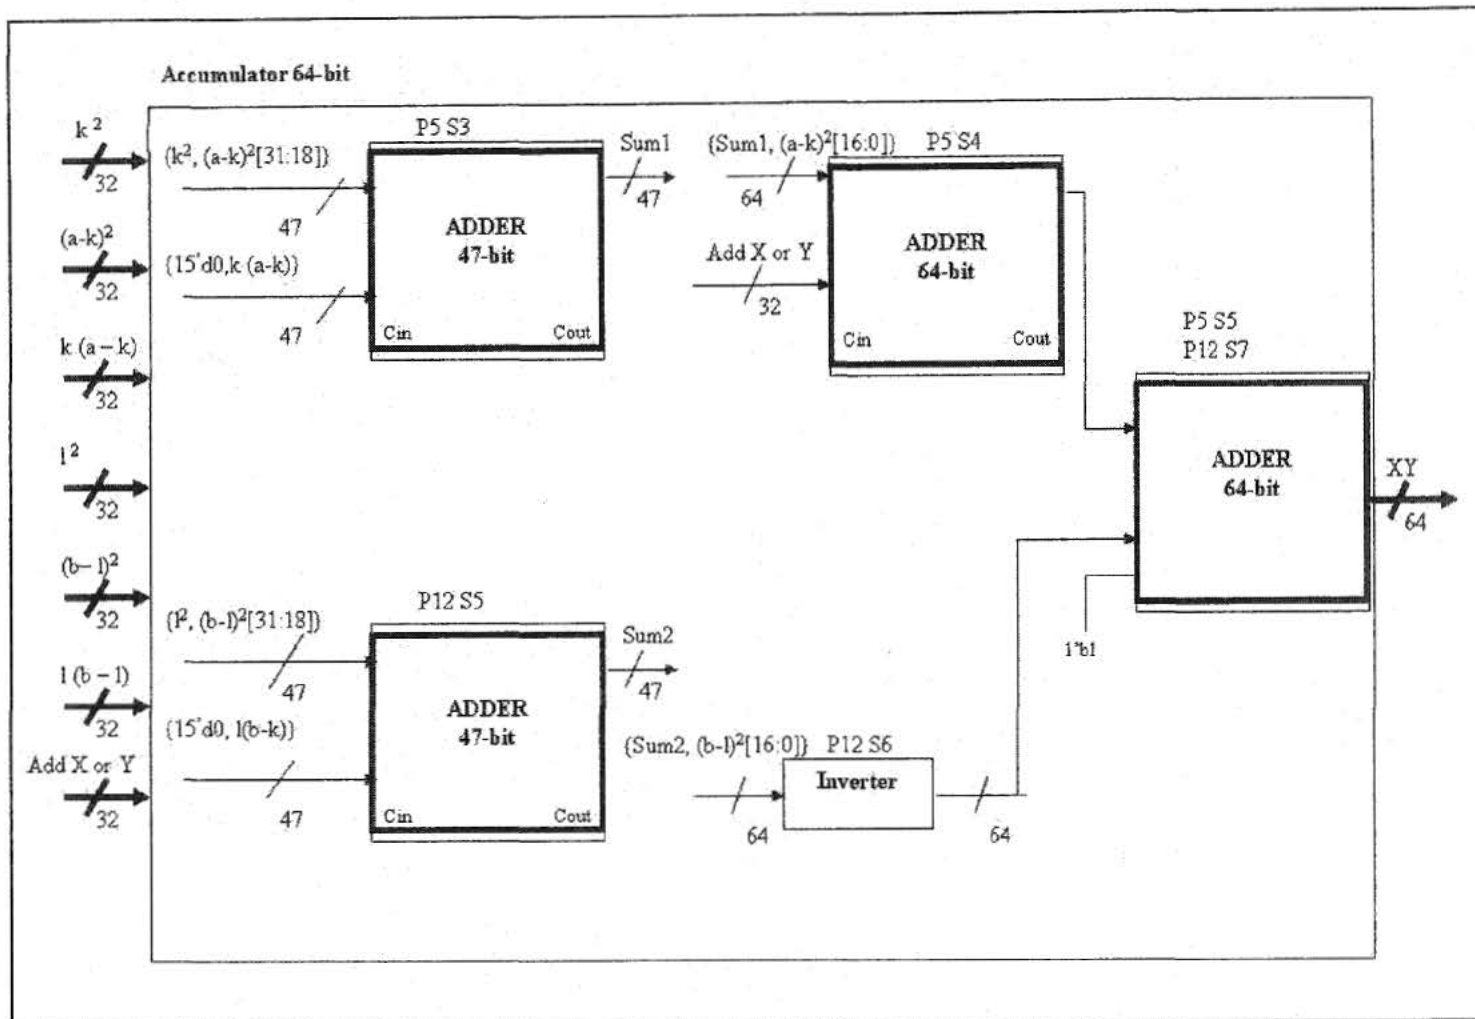 Accumulator 64-bit
k²
32
(a-k)²
32
k (a – k)
32
l²
32
(b – l)²
32
l (b – l)
32
Add X or Y
32
P5 S3
{k², (a-k)²[31:18]}
47
{15'd0,k (a-k)}
47
ADDER
47-bit
Cin
Cout
Sum1
47
{Sum1, (a-k)²[16:0]}
64
P5 S4
Add X or Y
32
ADDER
64-bit
Cin
Cout
P5 S5
P12 S7
ADDER
64-bit
1'b1
XY
64
P12 S5
{l², (b-l)²[31:18]}
47
{15'd0, l(b-k)}
47
ADDER
47-bit
Cin
Cout
Sum2
47
{Sum2, (b-l)²[16:0]}
64
P12 S6
Inverter
64